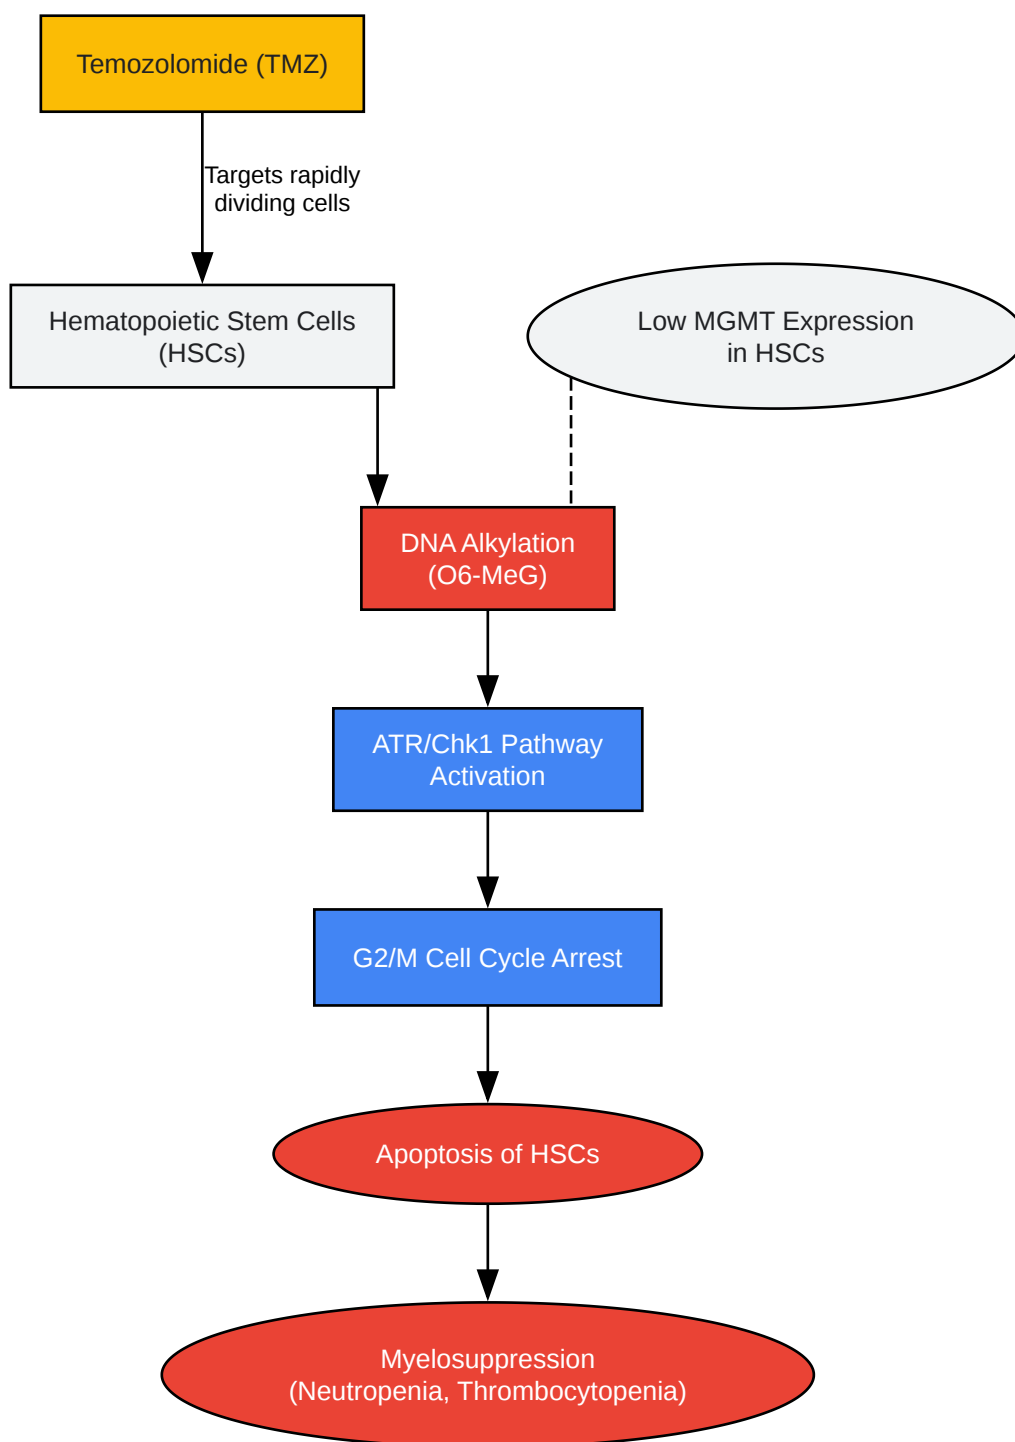 Temozolomide (TMZ)
Targets rapidly
dividing cells
Hematopoietic Stem Cells
(HSCs)
Low MGMT Expression
in HSCs
DNA Alkylation
(O6-MeG)
ATR/Chk1 Pathway
Activation
G2/M Cell Cycle Arrest
Apoptosis of HSCs
Myelosuppression
(Neutropenia, Thrombocytopenia)